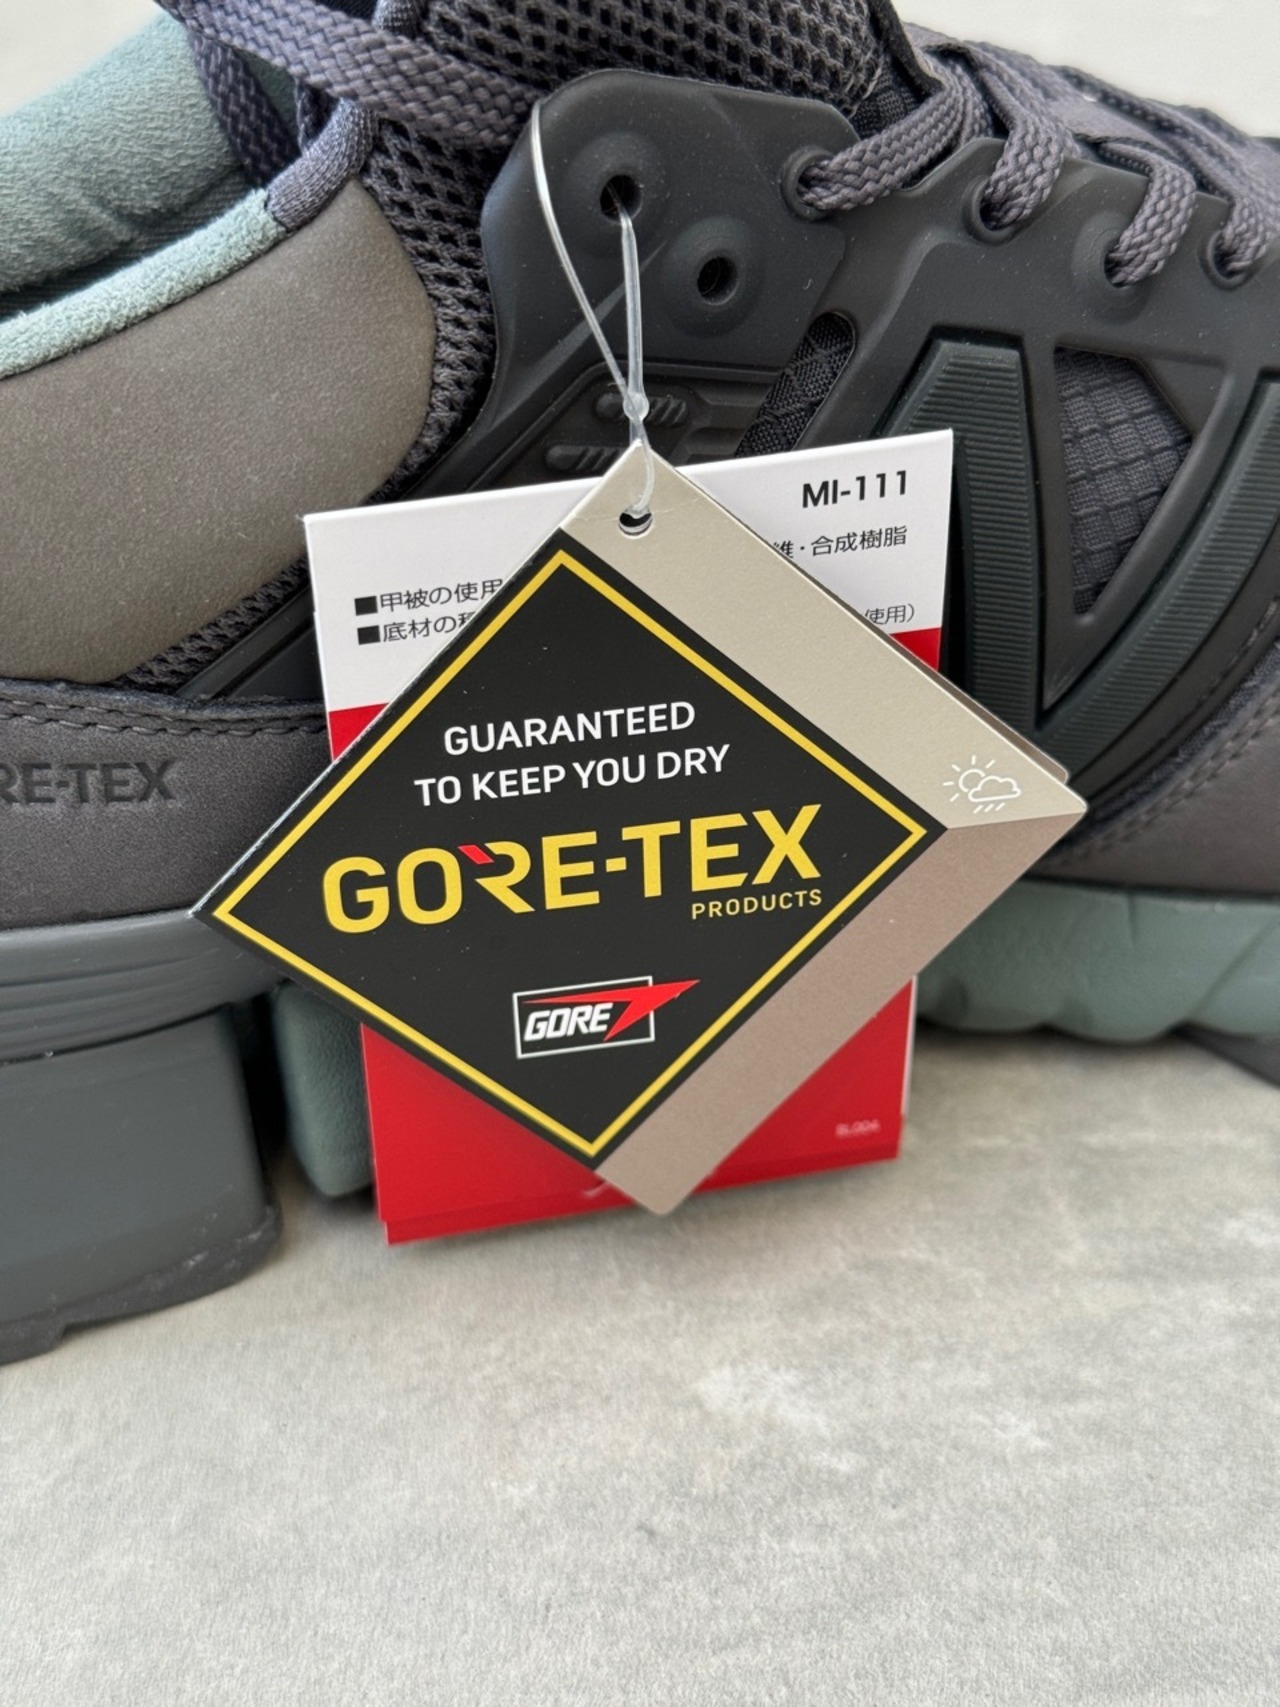 MI-111
維・合成樹脂
■甲被の使用
■底材の種
使用）
GUARANTEED
TO KEEP YOU DRY
GORE-TEX
PRODUCTS
GORE
RE-TEX